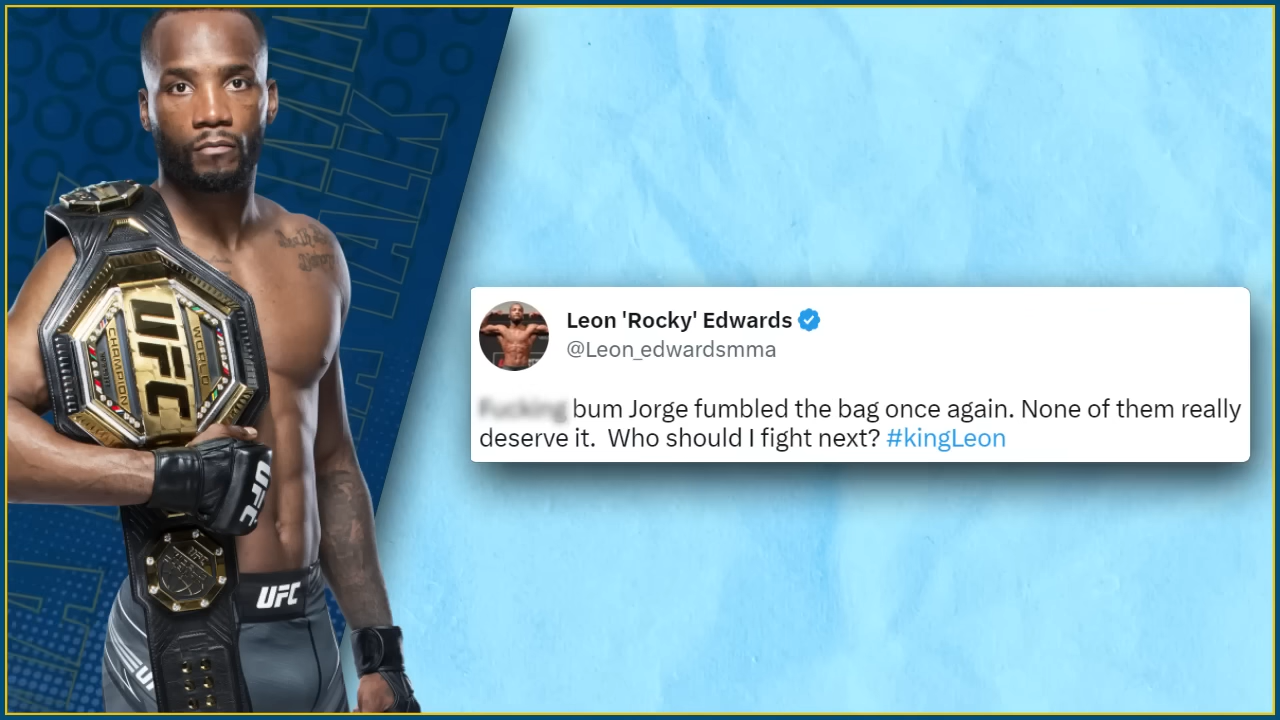 Leon 'Rocky' Edwards
@Leon_edwardsmma
bum Jorge fumbled the bag once again. None of them really
deserve it. Who should I fight next? #kingLeon
UFC
WORLD
CHAMPION
UFC
UFC
TALK